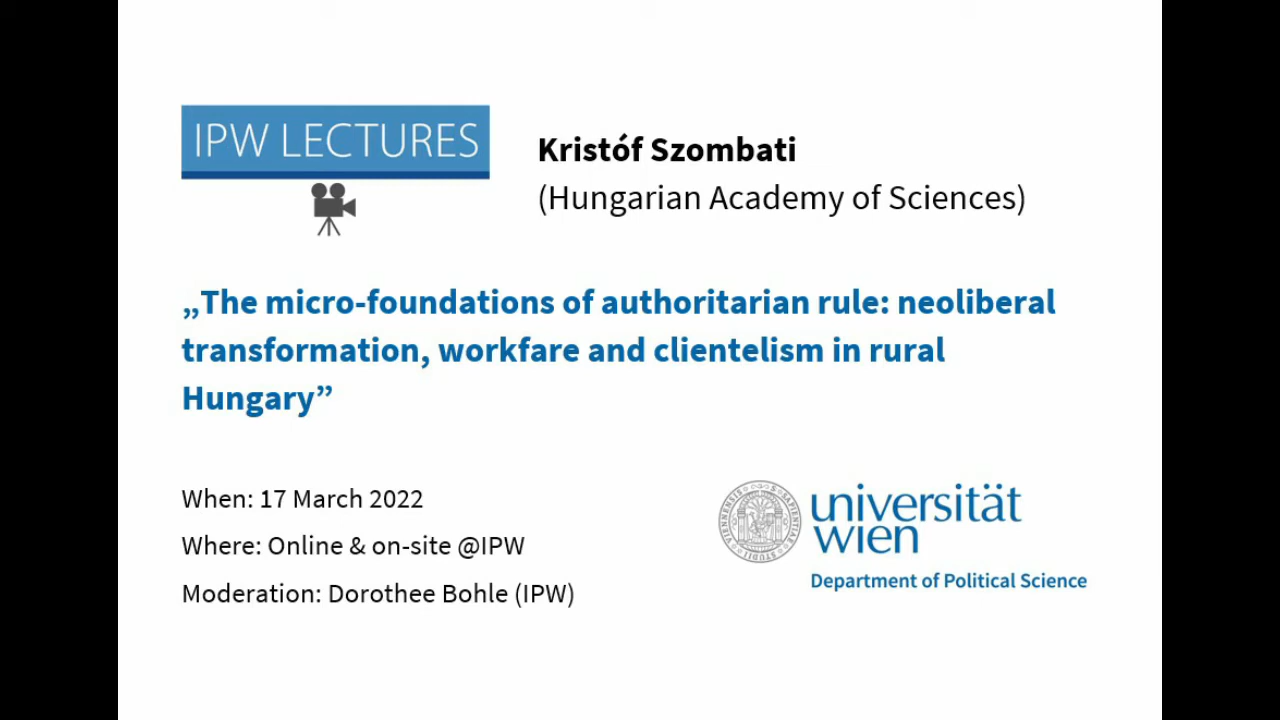 IPW LECTURES
Kristóf Szombati
(Hungarian Academy of Sciences)
„The micro-foundations of authoritarian rule: neoliberal
transformation, workfare and clientelism in rural
Hungary”
When: 17 March 2022
Where: Online & on-site @IPW
Moderation: Dorothee Bohle (IPW)
universität
wien
Department of Political Science